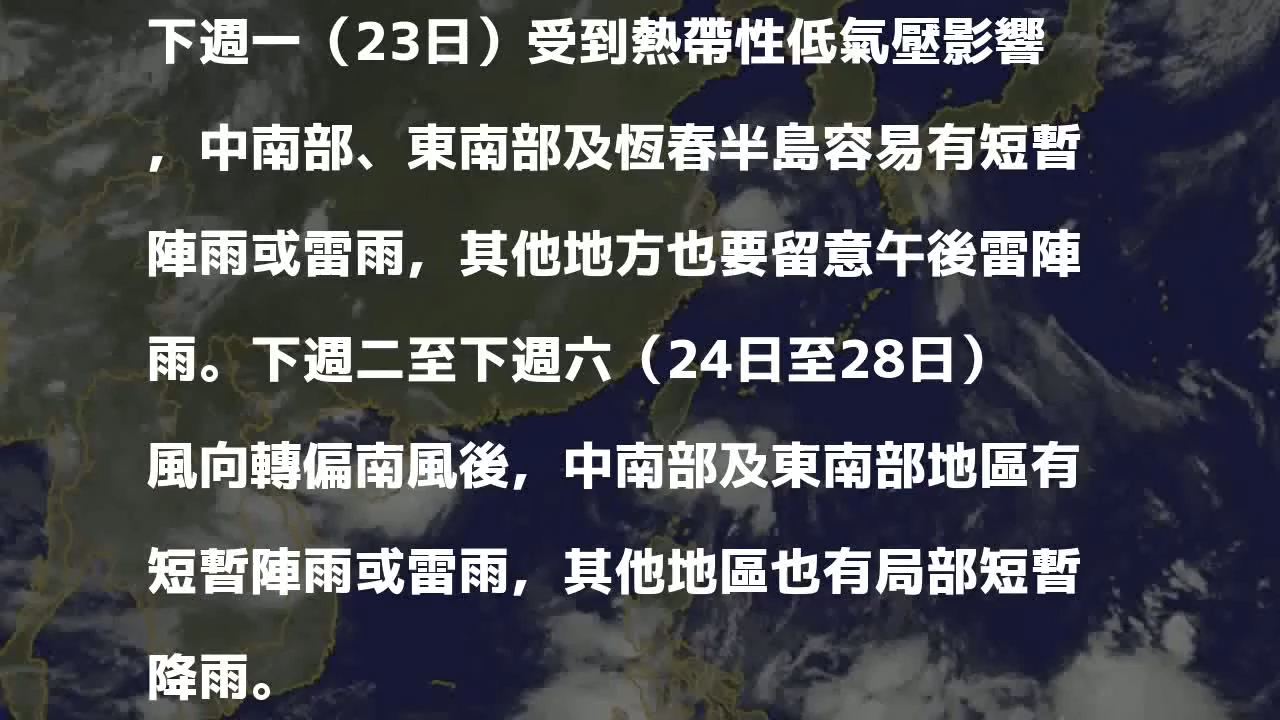 下週一（23日）受到熱帶性低氣壓影響
，中南部、東南部及恆春半島容易有短暫
陣雨或雷雨，其他地方也要留意午後雷陣
雨。下週二至下週六（24日至28日）
風向轉偏南風後，中南部及東南部地區有
短暫陣雨或雷雨，其他地區也有局部短暫
降雨。